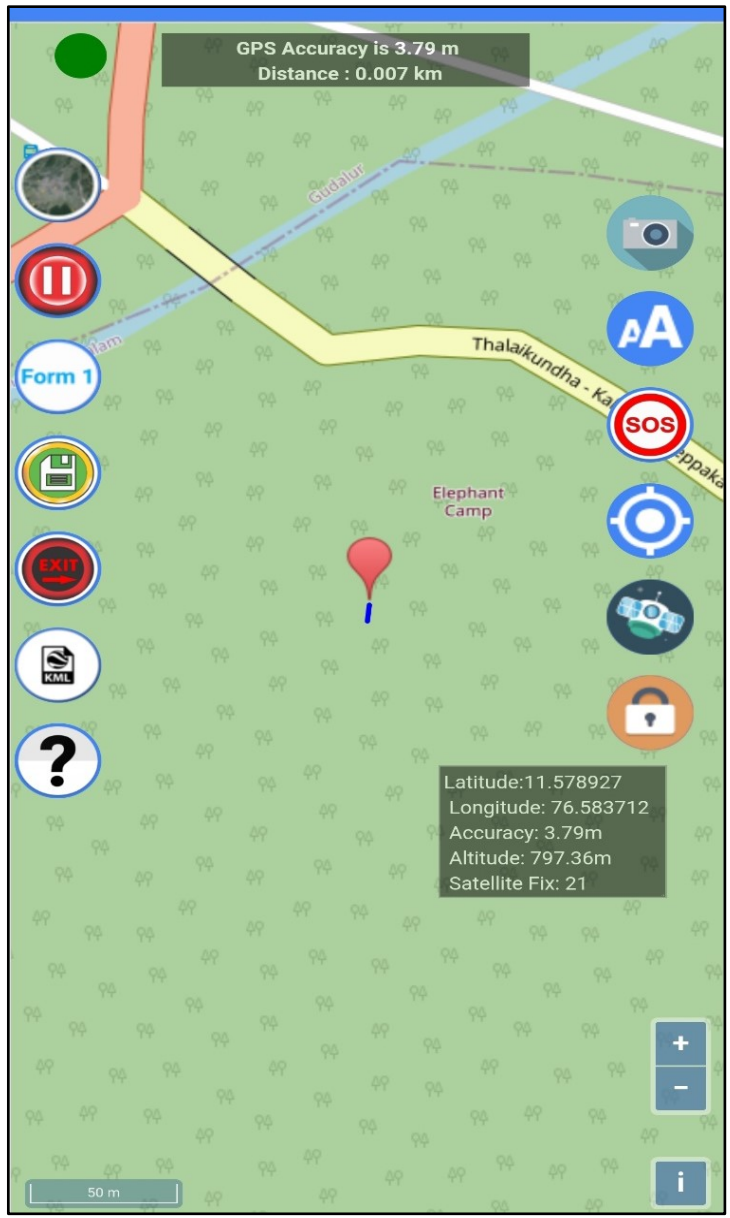 GPS Accuracy is 3.79 m
Distance : 0.007 km
Gudalur
lam
Form 1
AA
Thalaikundha - Ka
SOS
eppaka
Elephant
Camp
EXIT
KML
?
Latitude:11.578927
Longitude: 76.583712
Accuracy: 3.79m
Altitude: 797.36m
Satellite Fix: 21
+
−
50 m
i